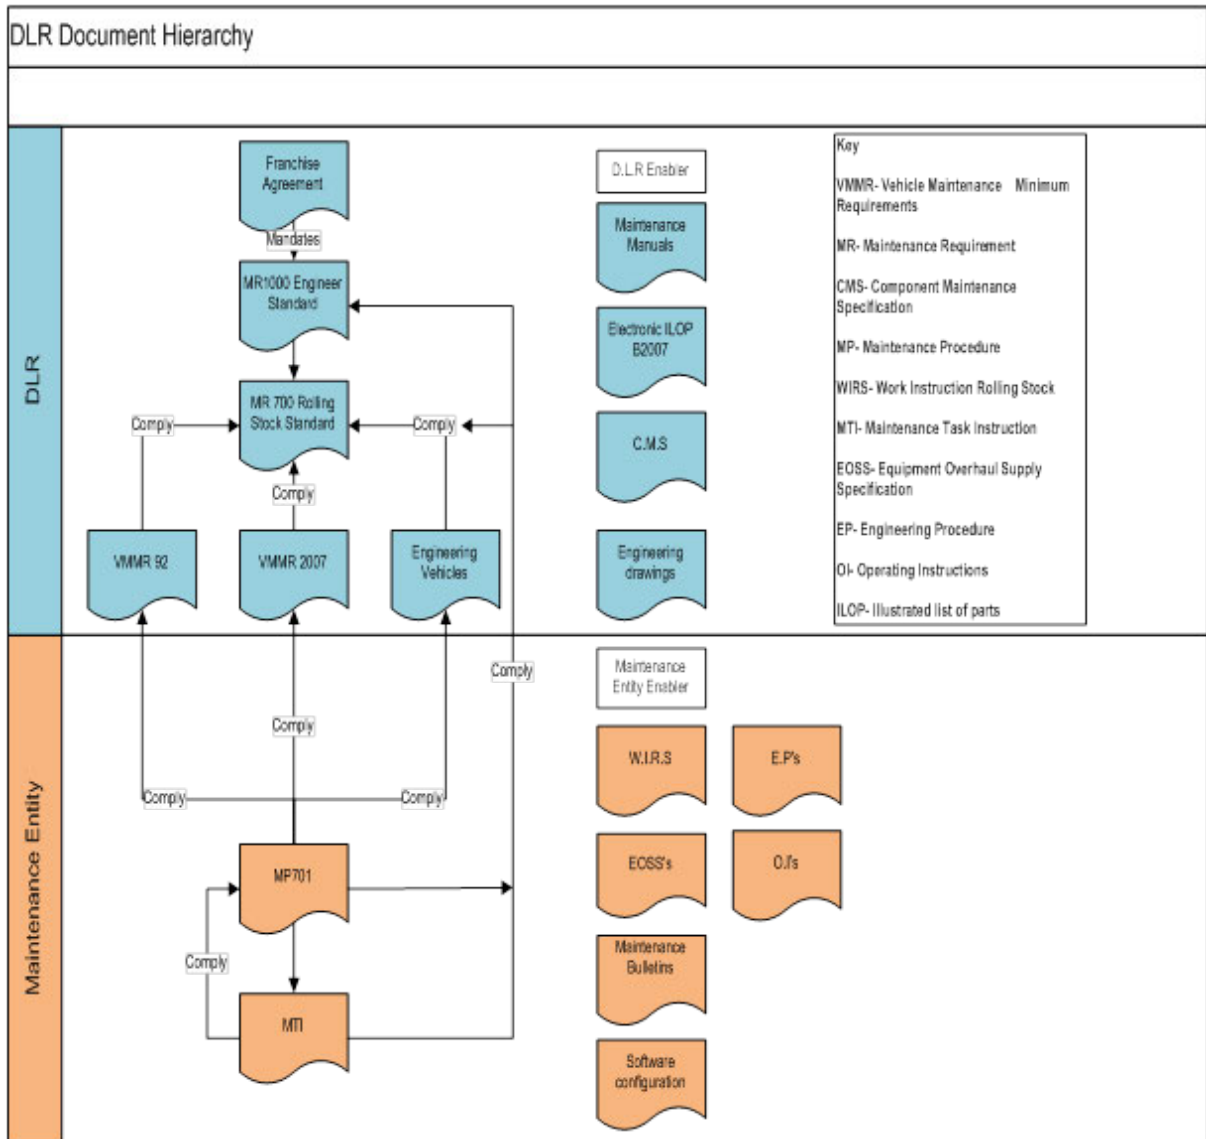 DLR Document Hierarchy
DLR
Franchise
Agreement
Mandates
MR1000 Engineer
Standard
MR 700 Rolling
Stock Standard
Comply
Comply
Comply
VMMR 92
VMMR 2007
Engineering
Vehicles
D.L.R Enabler
Maintenance
Manuals
Electronic ILOP
B2007
C.M.S
Engineering
drawings
Key
VMMR- Vehicle Maintenance Minimum
Requirements
MR- Maintenance Requirement
CMS- Component Maintenance
Specification
MP- Maintenance Procedure
WIRS- Work Instruction Rolling Stock
MTI- Maintenance Task Instruction
EOSS- Equipment Overhaul Supply
Specification
EP- Engineering Procedure
OI- Operating Instructions
ILOP- Illustrated list of parts
Maintenance Entity
Comply
Comply
Comply
Comply
MP701
Comply
MTI
Maintenance
Entity Enabler
W.I.R.S
E.P's
EOSS's
O.I's
Maintenance
Bulletins
Software
configuration